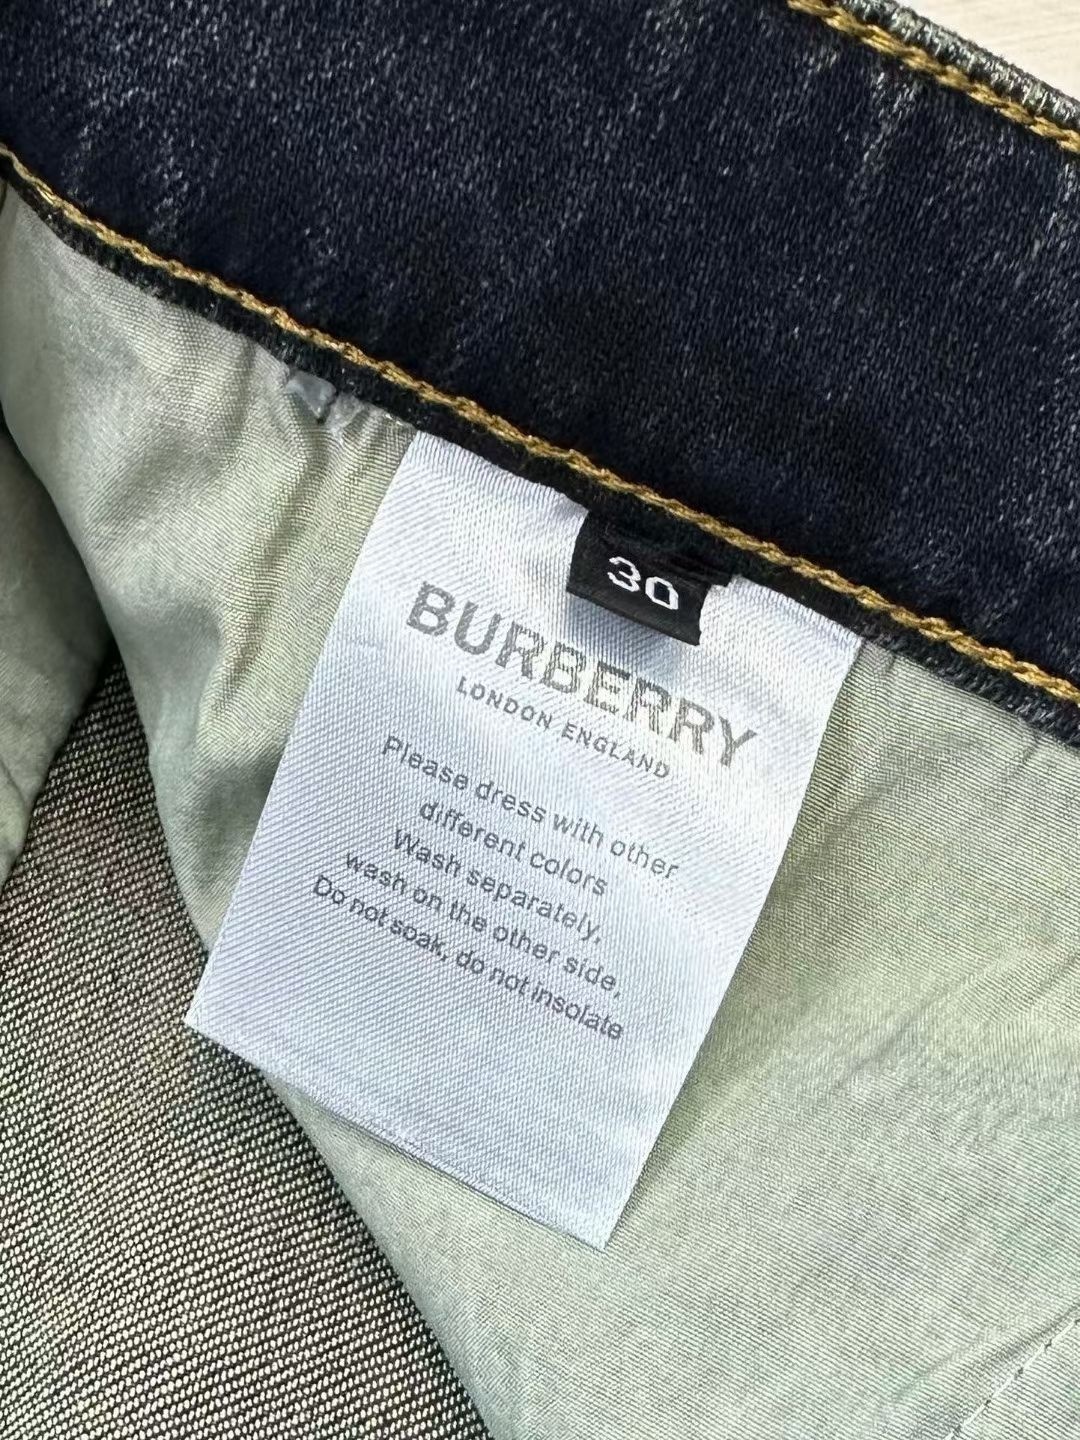 30
BURBERRY
LONDON ENGLAND
Please dress with other
different colors
Wash separately,
wash on the other side,
Do not soak, do not insolate